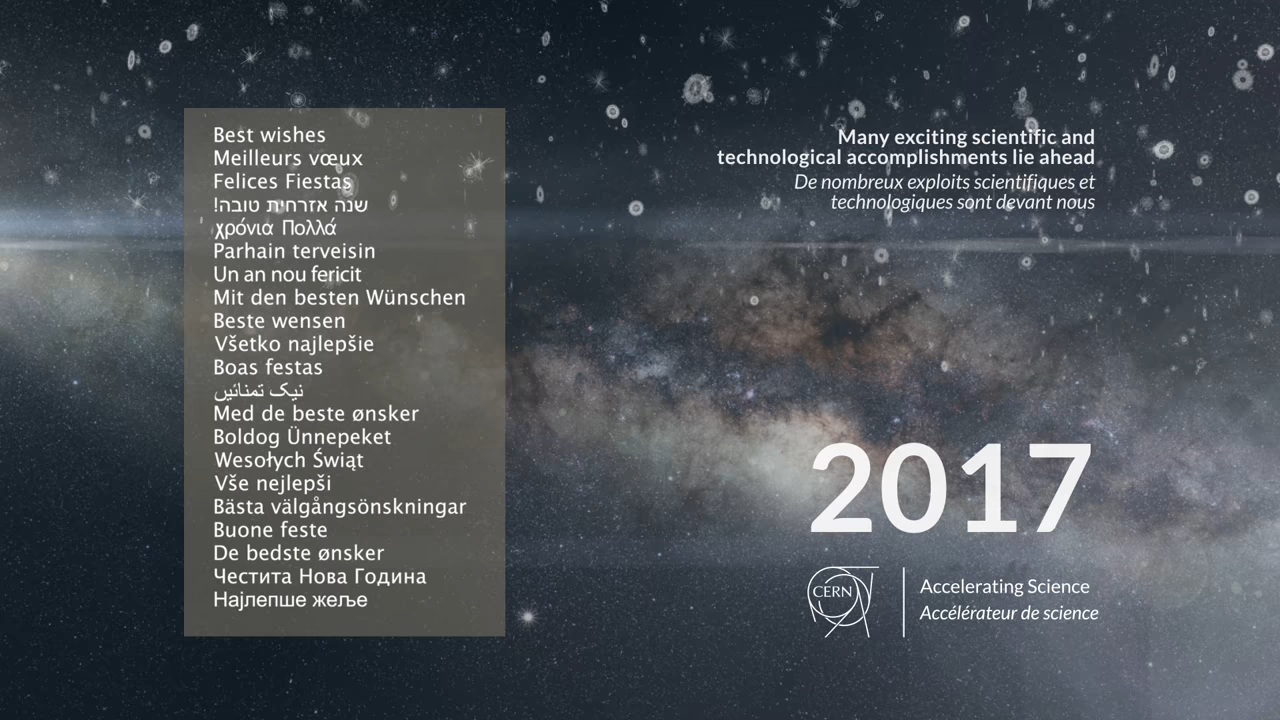 Best wishes
Meilleurs vœux
Felices Fiestas
שנה אזרחית טובה!
χρόνια Πολλά
Parhain terveisin
Un an nou fericit
Mit den besten Wünschen
Beste wensen
Všetko najlepšie
Boas festas
نیک تمنائیں
Med de beste ønsker
Boldog Ünnepeket
Wesołych Świąt
Vše nejlepši
Bästa välgångsönskningar
Buone feste
De bedste ønsker
Честита Нова Година
Најлепше жеље
Many exciting scientific and
technological accomplishments lie ahead
De nombreux exploits scientifiques et
technologiques sont devant nous
2017
CERN
Accelerating Science
Accélérateur de science